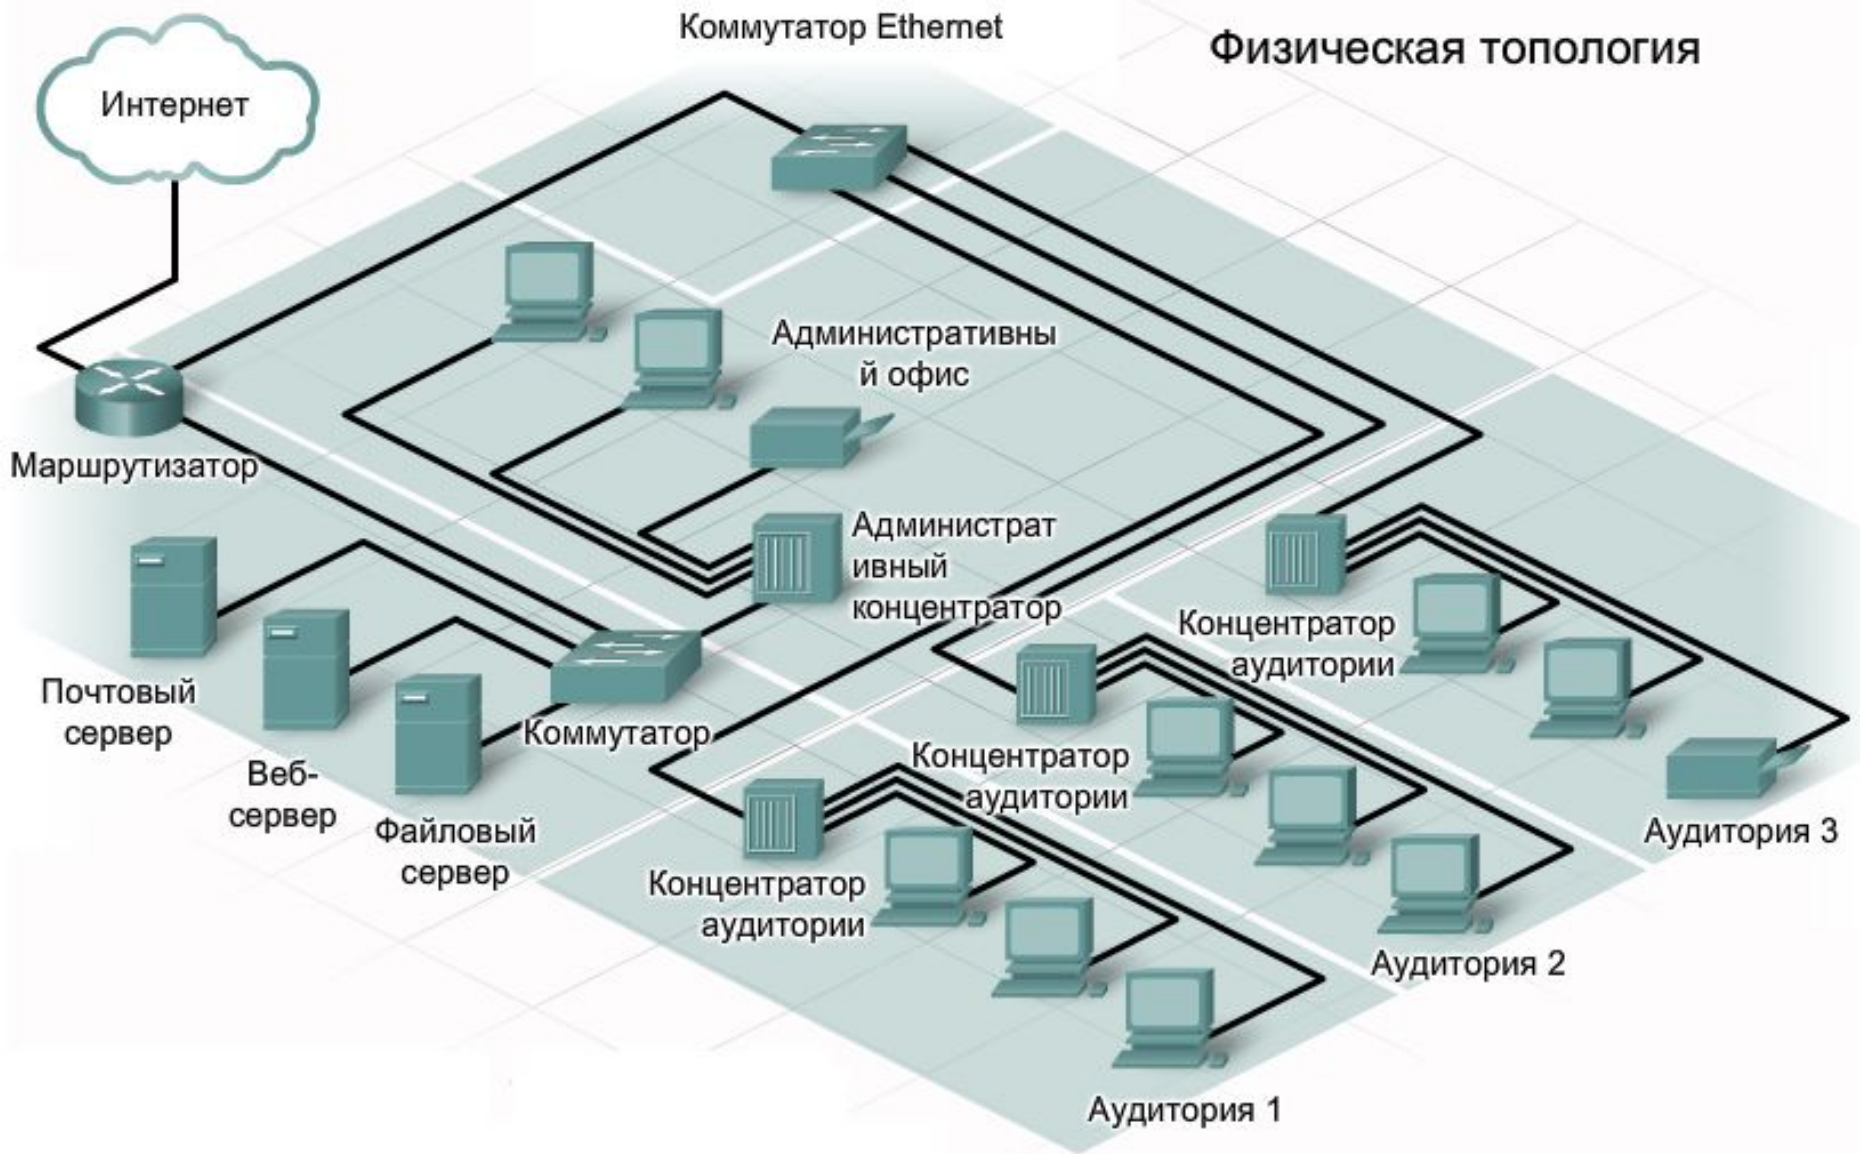 Коммутатор Ethernet
Физическая топология
Интернет
Административны
й офис
Маршрутизатор
Администрат
ивный
концентратор
Концентратор
аудитории
Почтовый
сервер
Коммутатор
Концентратор
аудитории
Веб-
сервер
Файловый
сервер
Аудитория 3
Концентратор
аудитории
Аудитория 2
Аудитория 1